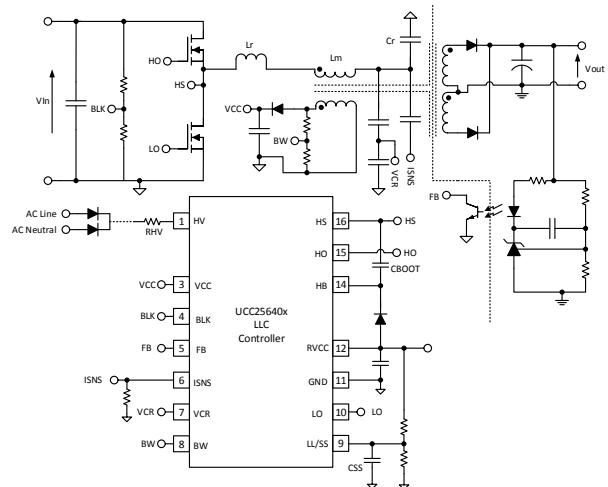 Cr
Lr
Lm
HO
HS
VIn
BLK
VCC
BW
LO
VCR
ISNS
Vout
FB
AC Line
AC Neutral
RHV
1 HV
HS 16 HS
HO 15 HO
CBOOT
HB 14
VCC 3 VCC
UCC25640x
LLC
Controller
BLK 4 BLK
FB 5 FB
RVCC 12
ISNS 6 ISNS
GND 11
VCR 7 VCR
LO 10 LO
BW 8 BW
LL/SS 9
CSS